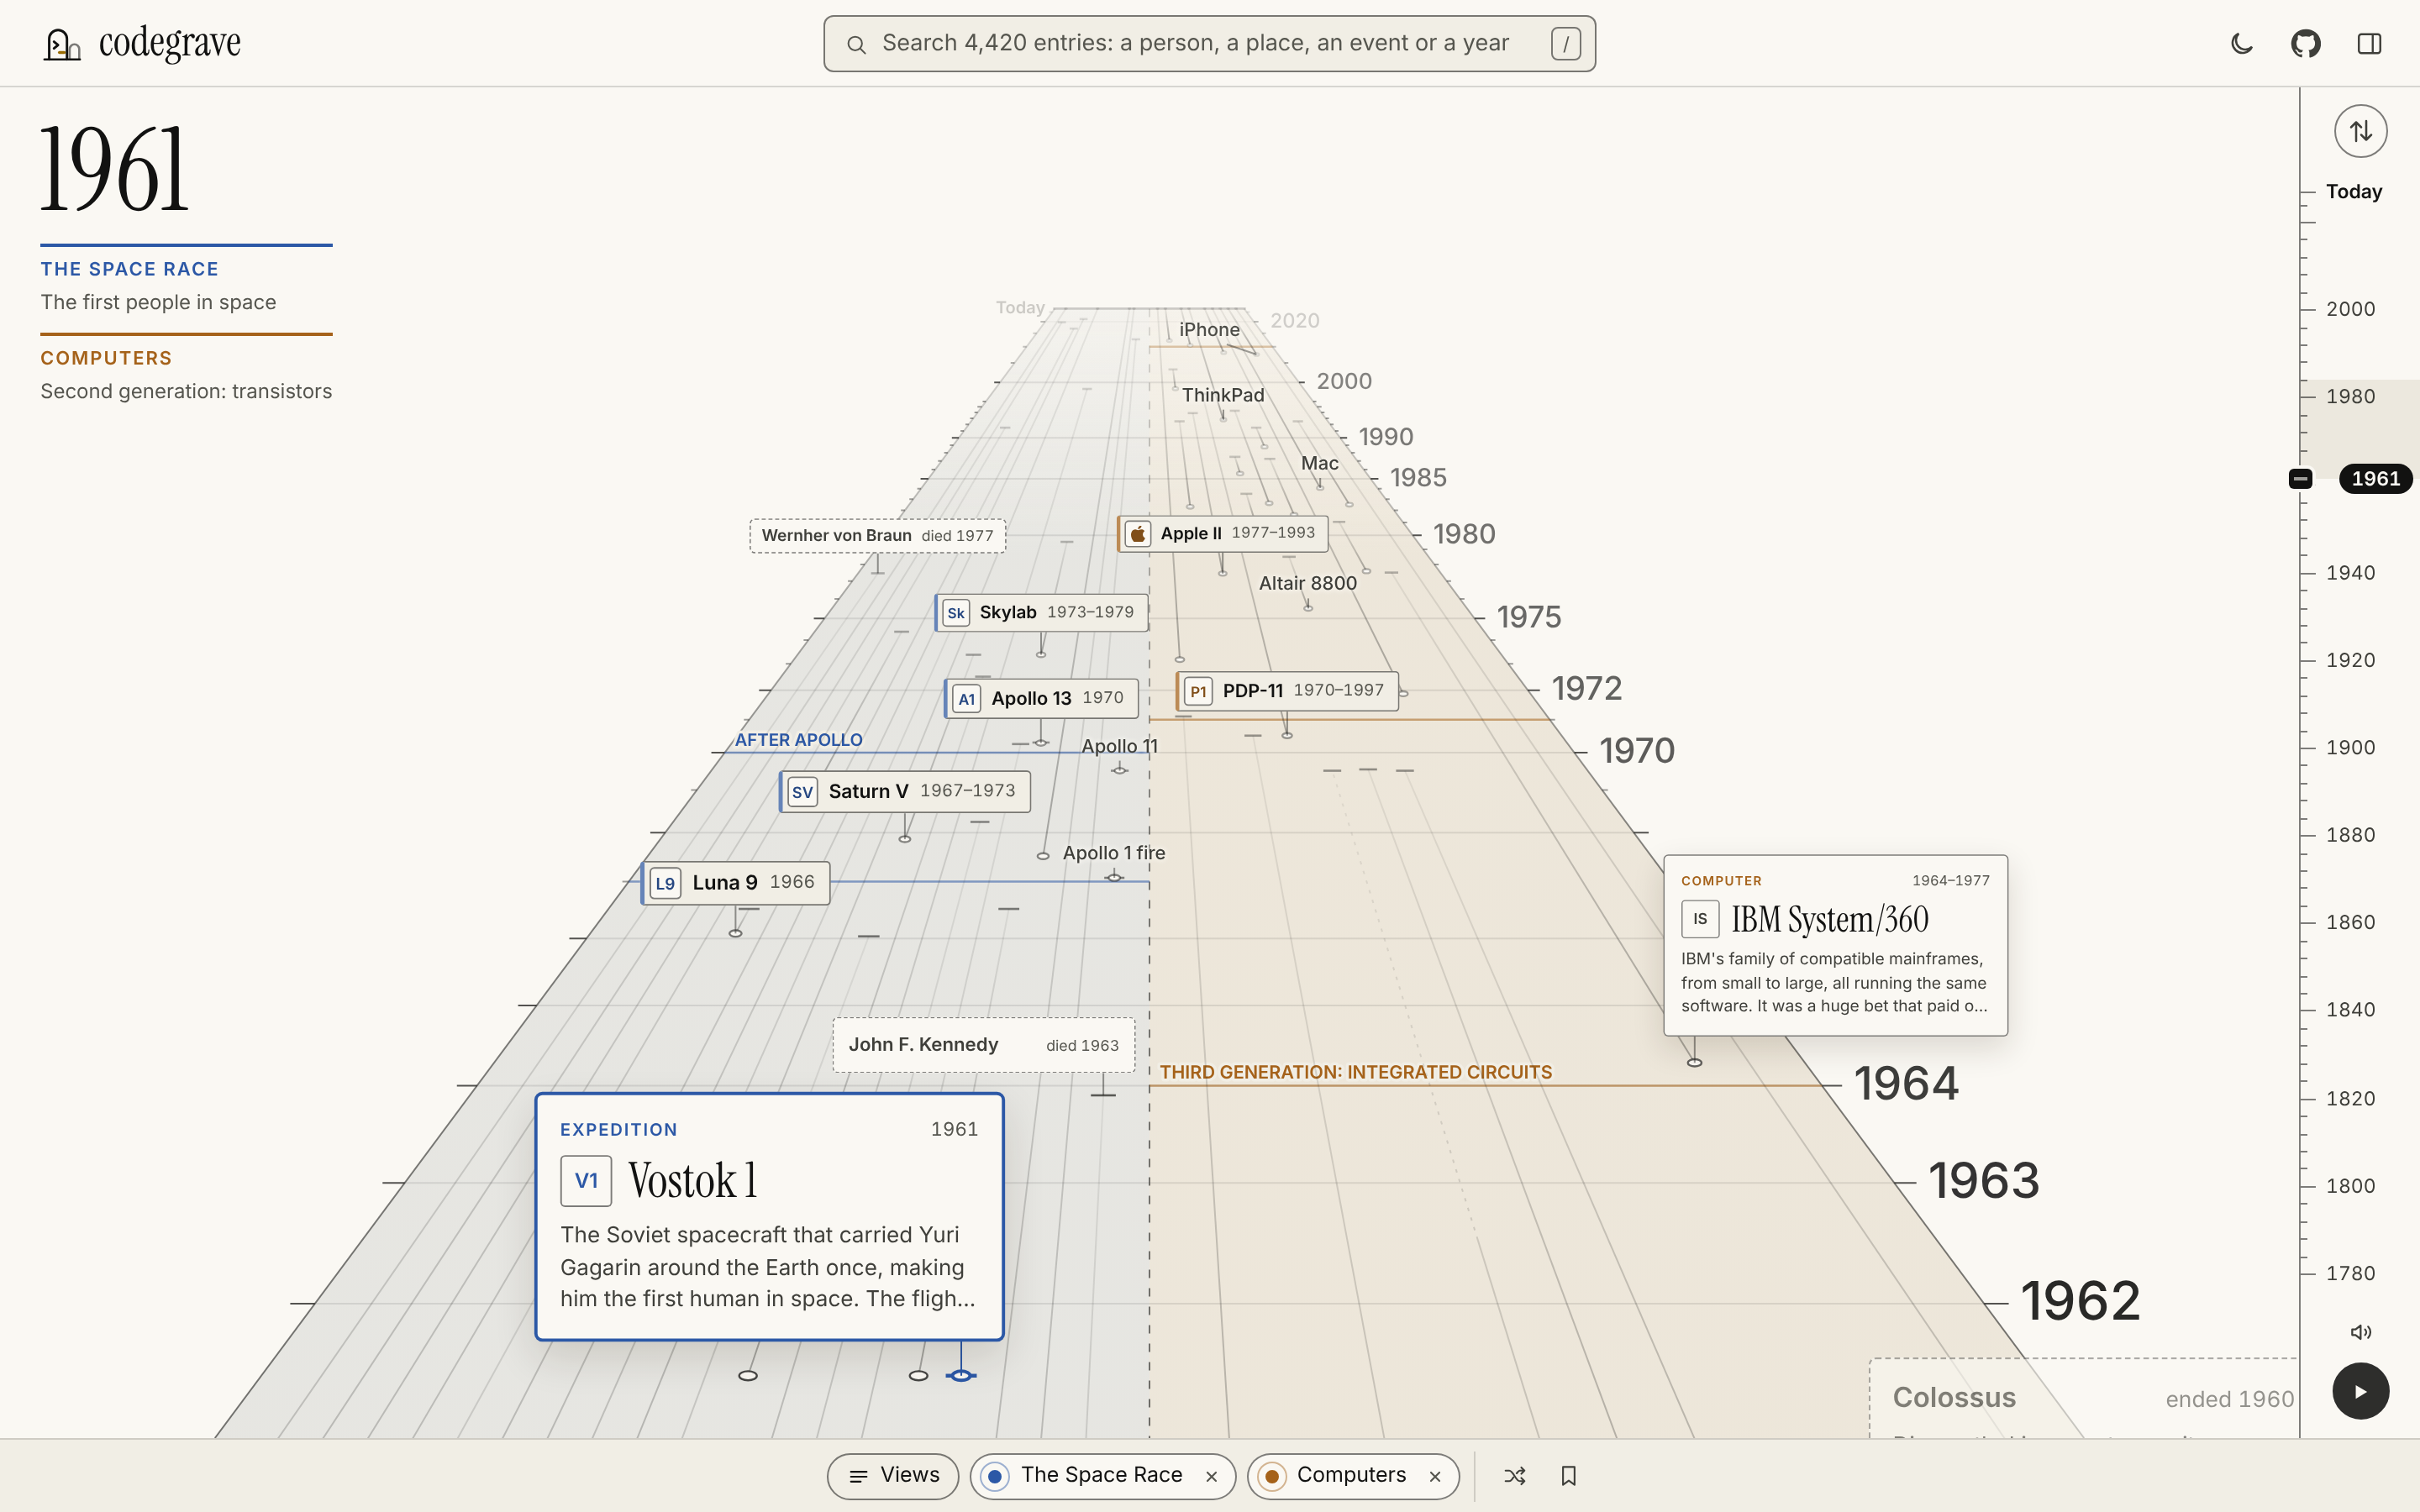 codegrave
Search 4,420 entries: a person, a place, an event or a year
/
1961
THE SPACE RACE
The first people in space
COMPUTERS
Second generation: transistors
Today
2020
iPhone
2000
ThinkPad
1990
Mac
1985
Wernher von Braun died 1977
Apple II 1977–1993
1980
Altair 8800
Sk Skylab 1973–1979
1975
A1 Apollo 13 1970
P1 PDP-11 1970–1997
1972
AFTER APOLLO
Apollo 11
1970
SV Saturn V 1967–1973
Apollo 1 fire
L9 Luna 9 1966
COMPUTER 1964–1977
IS IBM System/360
IBM's family of compatible mainframes,
from small to large, all running the same
software. It was a huge bet that paid o...
John F. Kennedy died 1963
THIRD GENERATION: INTEGRATED CIRCUITS
1964
EXPEDITION 1961
V1 Vostok 1
The Soviet spacecraft that carried Yuri
Gagarin around the Earth once, making
him the first human in space. The fligh...
1963
1962
Colossus ended 1960
Today
2000
1980
1961
1940
1920
1900
1880
1860
1840
1820
1800
1780
Views
The Space Race ×
Computers ×